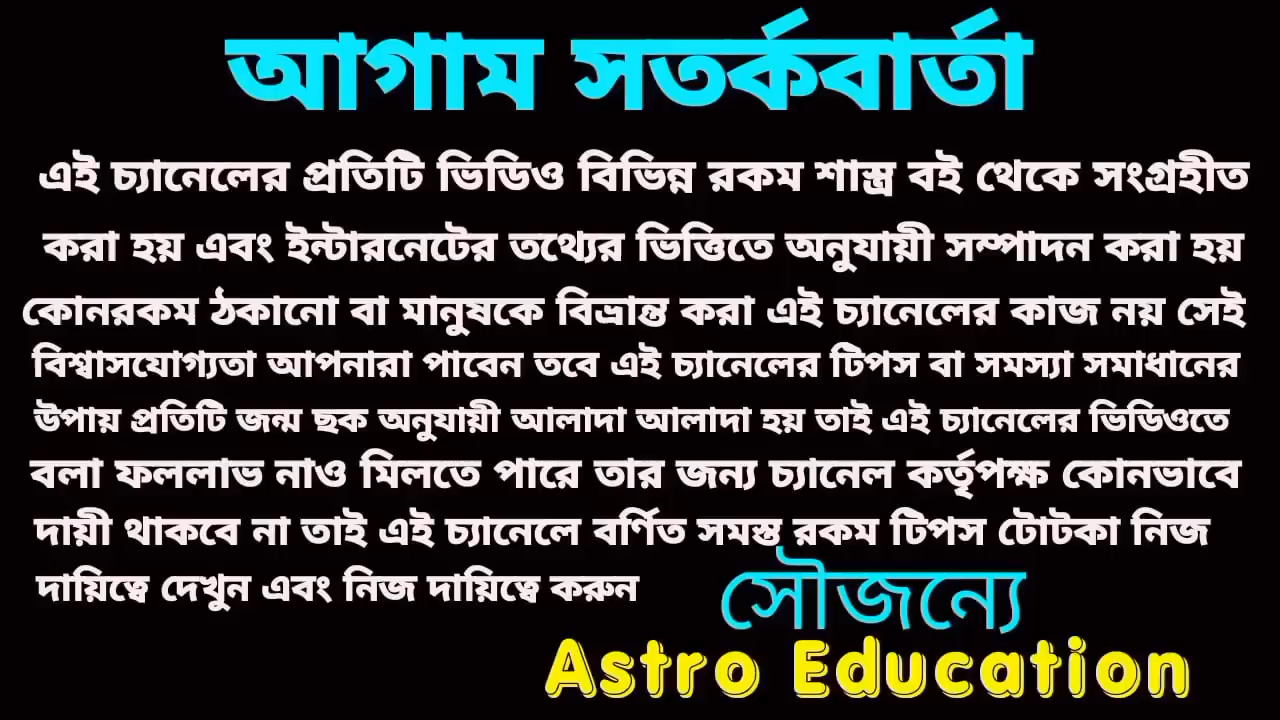 আগাম সতর্কবার্তা
এই চ্যানেলের প্রতিটি ভিডিও বিভিন্ন রকম শাস্ত্র বই থেকে সংগ্রহীত
করা হয় এবং ইন্টারনেটের তথ্যের ভিত্তিতে অনুযায়ী সম্পাদন করা হয়
কোনরকম ঠকানো বা মানুষকে বিভ্রান্ত করা এই চ্যানেলের কাজ নয় সেই
বিশ্বাসযোগ্যতা আপনারা পাবেন তবে এই চ্যানেলের টিপস বা সমস্যা সমাধানের
উপায় প্রতিটি জন্ম ছক অনুযায়ী আলাদা আলাদা হয় তাই এই চ্যানেলের ভিডিওতে
বলা ফললাভ নাও মিলতে পারে তার জন্য চ্যানেল কর্তৃপক্ষ কোনভাবে
দায়ী থাকবে না তাই এই চ্যানেলে বর্ণিত সমস্ত রকম টিপস টোটকা নিজ
দায়িত্বে দেখুন এবং নিজ দায়িত্বে করুন
সৌজন্যে
Astro Education